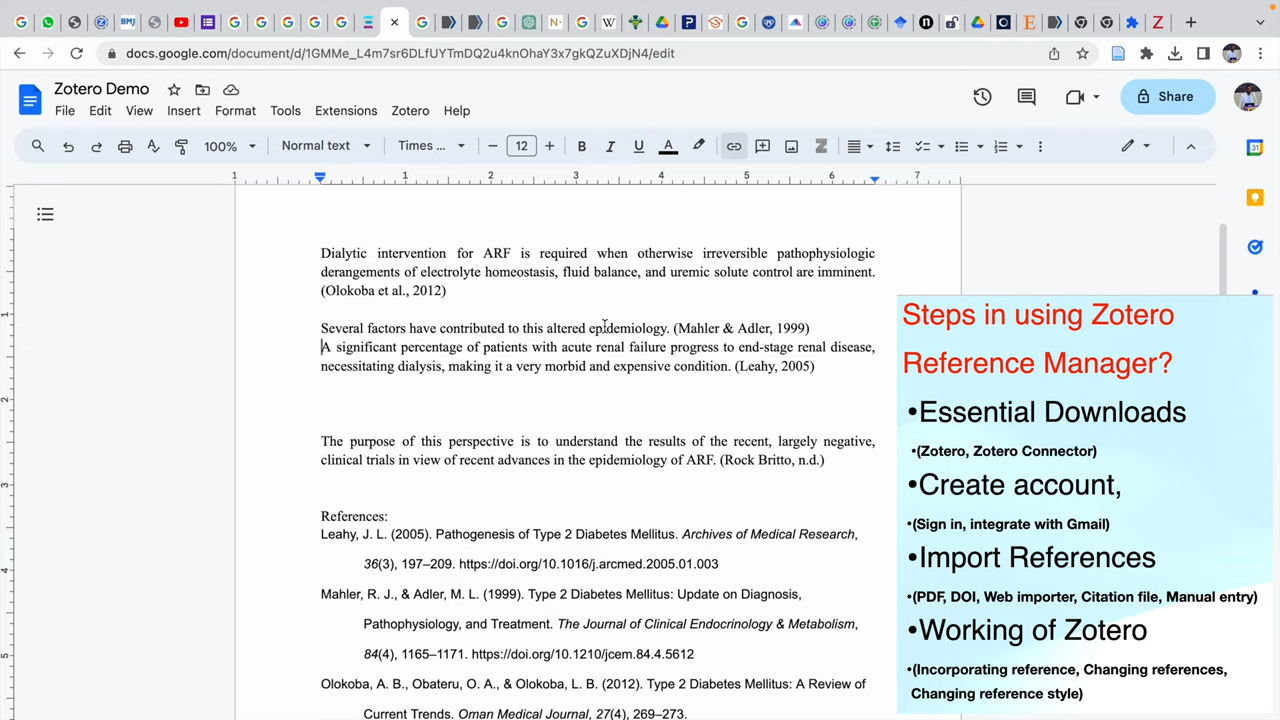 docs.google.com/document/d/1GMMe_L4m7sr6DLfUYTmDQ2u4knOhaY3x7gkQZuXDjN4/edit
Zotero Demo
File Edit View Insert Format Tools Extensions Zotero Help
Share
100% Normal text Times ... 12
1 1 2 3 4 5 6 7
Dialytic intervention for ARF is required when otherwise irreversible pathophysiologic
derangements of electrolyte homeostasis, fluid balance, and uremic solute control are imminent.
(Olokoba et al., 2012)
Several factors have contributed to this altered epidemiology. (Mahler & Adler, 1999)
A significant percentage of patients with acute renal failure progress to end-stage renal disease,
necessitating dialysis, making it a very morbid and expensive condition. (Leahy, 2005)
The purpose of this perspective is to understand the results of the recent, largely negative,
clinical trials in view of recent advances in the epidemiology of ARF. (Rock Britto, n.d.)
References:
Leahy, J. L. (2005). Pathogenesis of Type 2 Diabetes Mellitus. Archives of Medical Research,
36(3), 197–209. https://doi.org/10.1016/j.arcmed.2005.01.003
Mahler, R. J., & Adler, M. L. (1999). Type 2 Diabetes Mellitus: Update on Diagnosis,
Pathophysiology, and Treatment. The Journal of Clinical Endocrinology & Metabolism,
84(4), 1165–1171. https://doi.org/10.1210/jcem.84.4.5612
Olokoba, A. B., Obateru, O. A., & Olokoba, L. B. (2012). Type 2 Diabetes Mellitus: A Review of
Current Trends. Oman Medical Journal, 27(4), 269–273.
Steps in using Zotero
Reference Manager?
•Essential Downloads
•(Zotero, Zotero Connector)
•Create account,
•(Sign in, integrate with Gmail)
•Import References
•(PDF, DOI, Web importer, Citation file, Manual entry)
•Working of Zotero
•(Incorporating reference, Changing references,
Changing reference style)